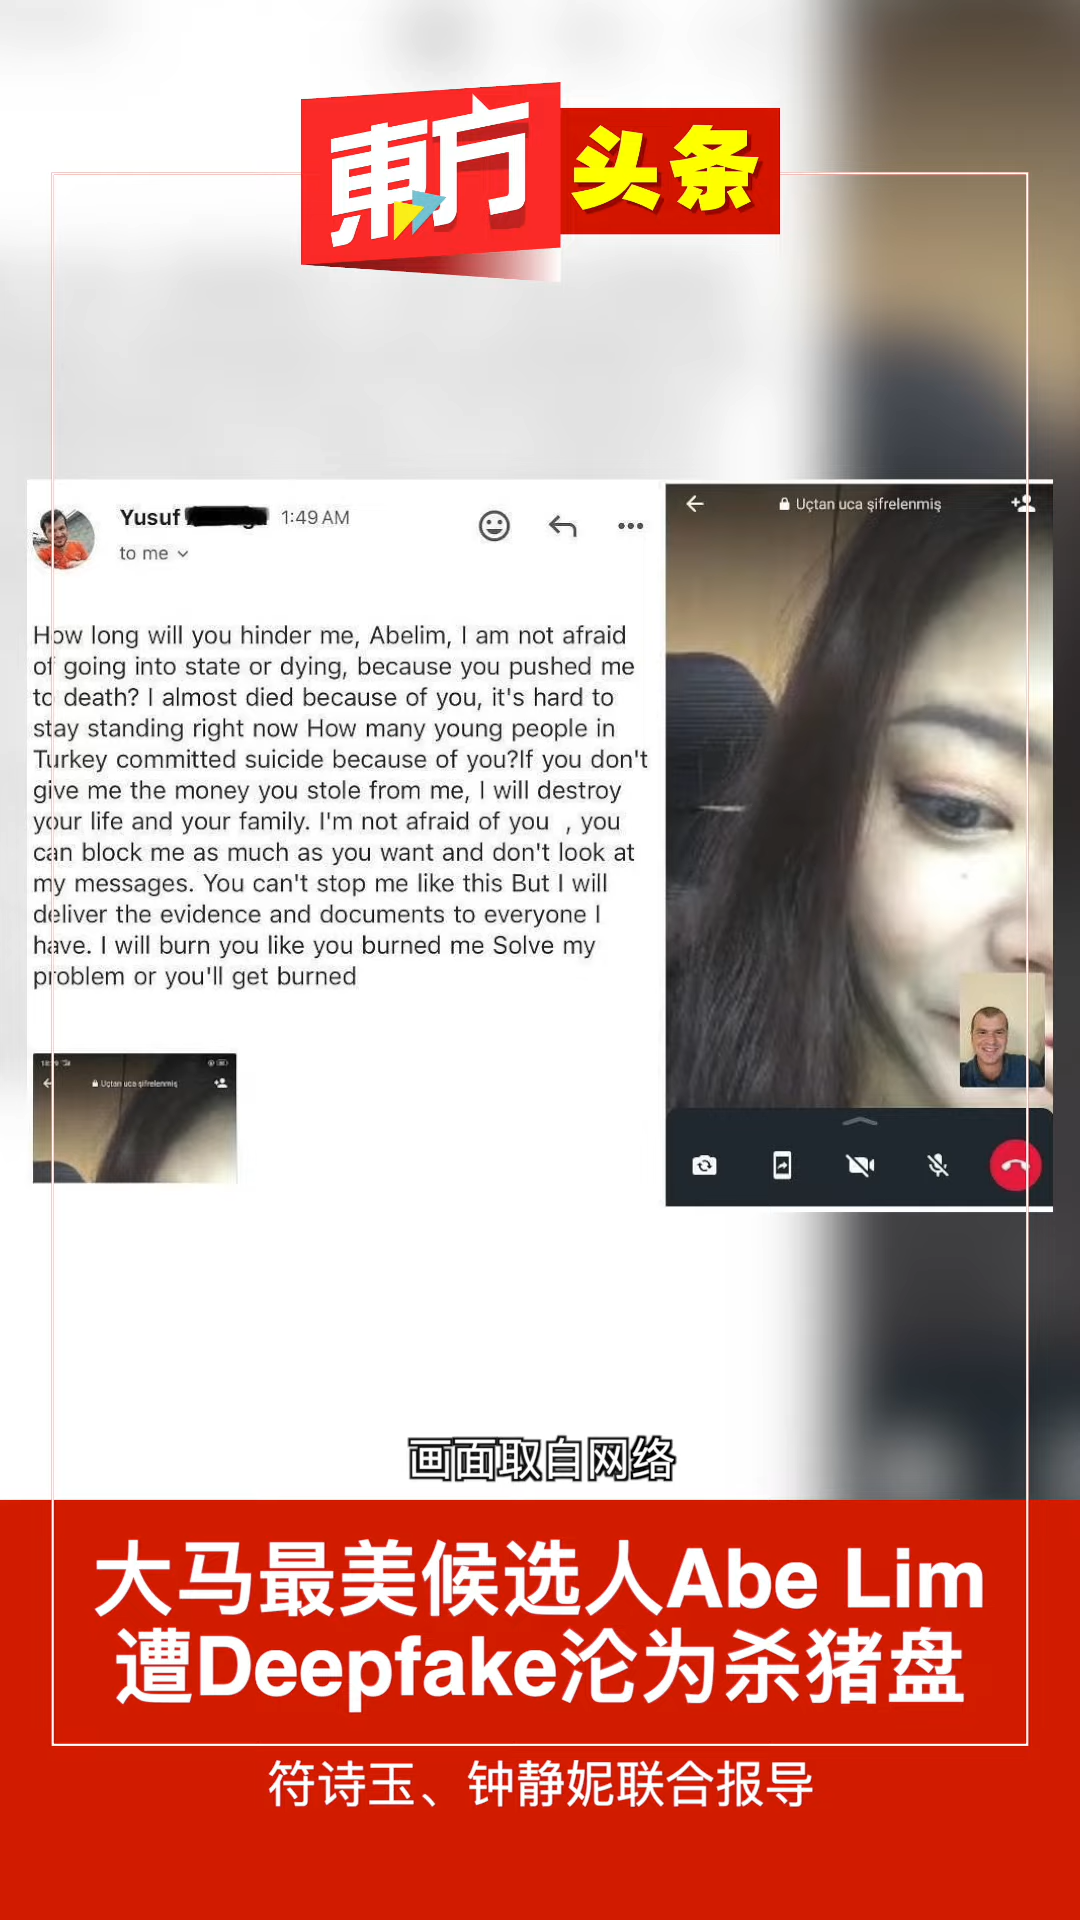 東方 头条
Yusuf 1:49 AM
to me
How long will you hinder me, Abelim, I am not afraid
of going into state or dying, because you pushed me
to death? I almost died because of you, it's hard to
stay standing right now How many young people in
Turkey committed suicide because of you?If you don't
give me the money you stole from me, I will destroy
your life and your family. I'm not afraid of you , you
can block me as much as you want and don't look at
my messages. You can't stop me like this But I will
deliver the evidence and documents to everyone I
have. I will burn you like you burned me Solve my
problem or you'll get burned
Uçtan uca şifrelenmiş
Uçtan uca şifrelenmiş
画面取自网络
大马最美候选人Abe Lim
遭Deepfake沦为杀猪盘
符诗玉、钟静妮联合报导